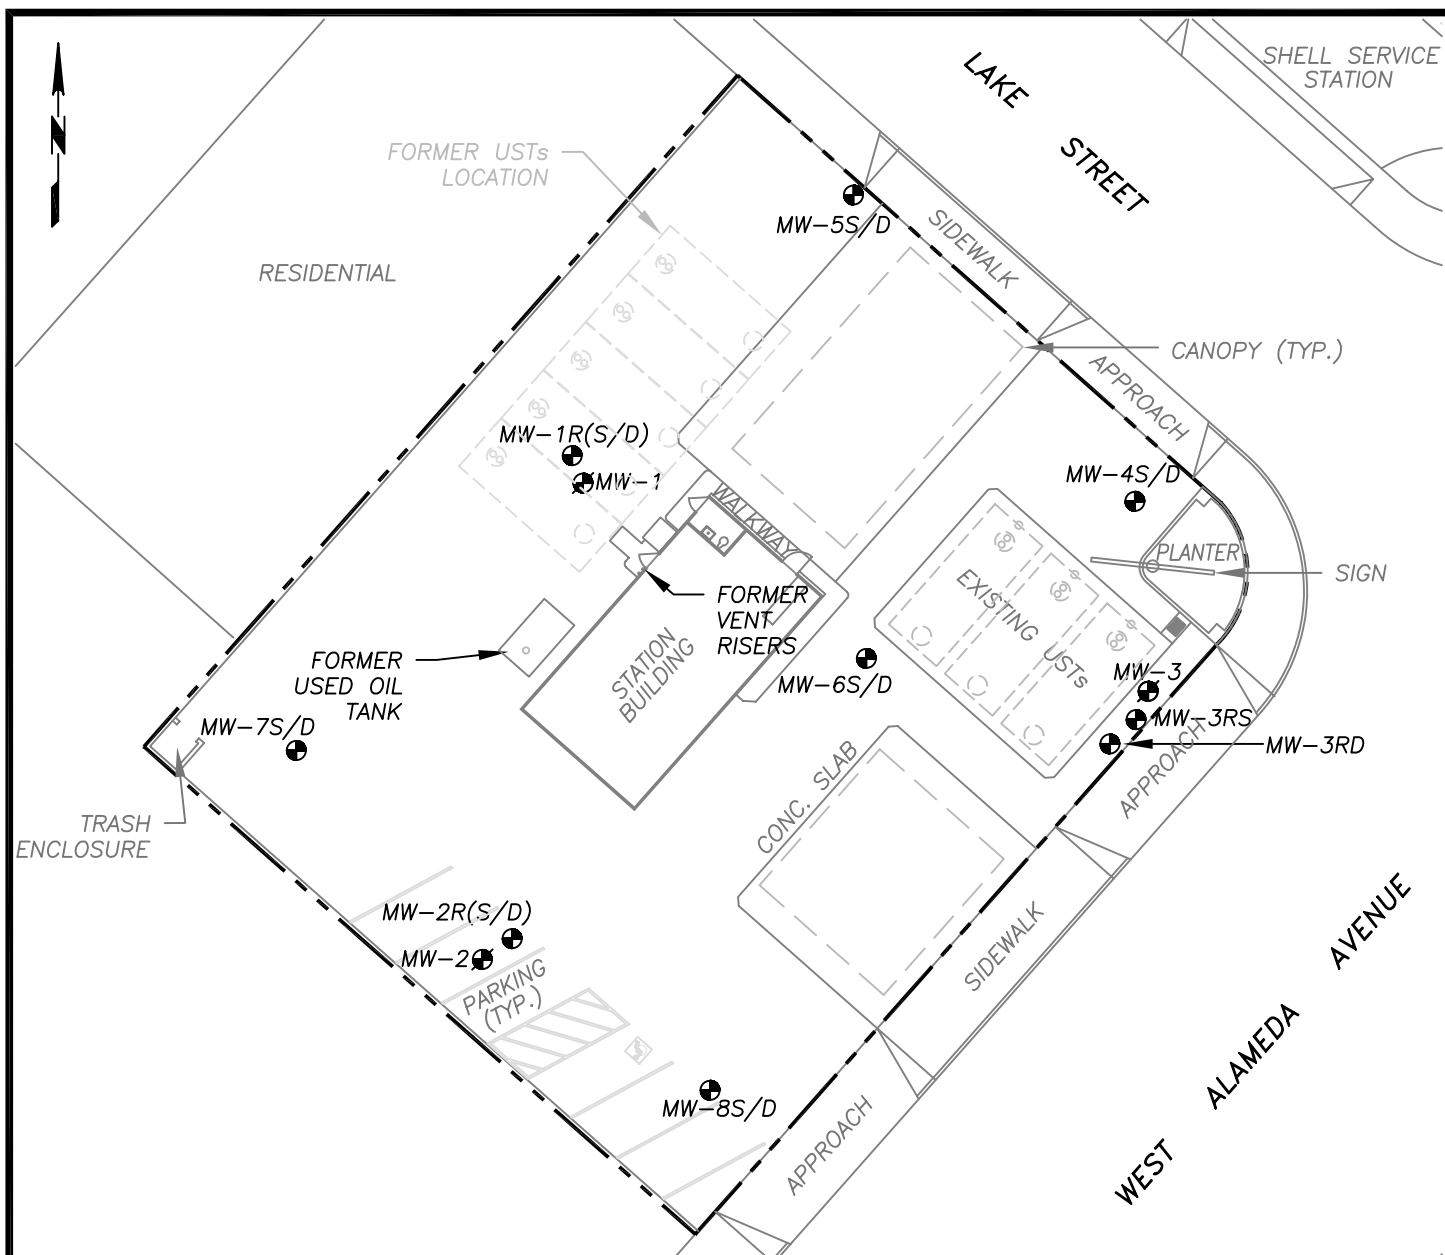 N
LAKE
STREET
SHELL SERVICE
STATION
FORMER USTs
LOCATION
RESIDENTIAL
MW-5S/D
SIDEWALK
CANOPY (TYP.)
APPROACH
MW-1R(S/D)
MW-1
MW-4S/D
WALKWAY
PLANTER
SIGN
EXISTING USTs
FORMER
VENT
RISERS
STATION
BUILDING
FORMER
USED OIL
TANK
MW-6S/D
MW-3
MW-3RS
MW-3RD
MW-7S/D
APPROACH
TRASH
ENCLOSURE
CONC. SLAB
MW-2R(S/D)
MW-2
PARKING
(TYP.)
SIDEWALK
MW-8S/D
APPROACH
WEST ALAMEDA AVENUE